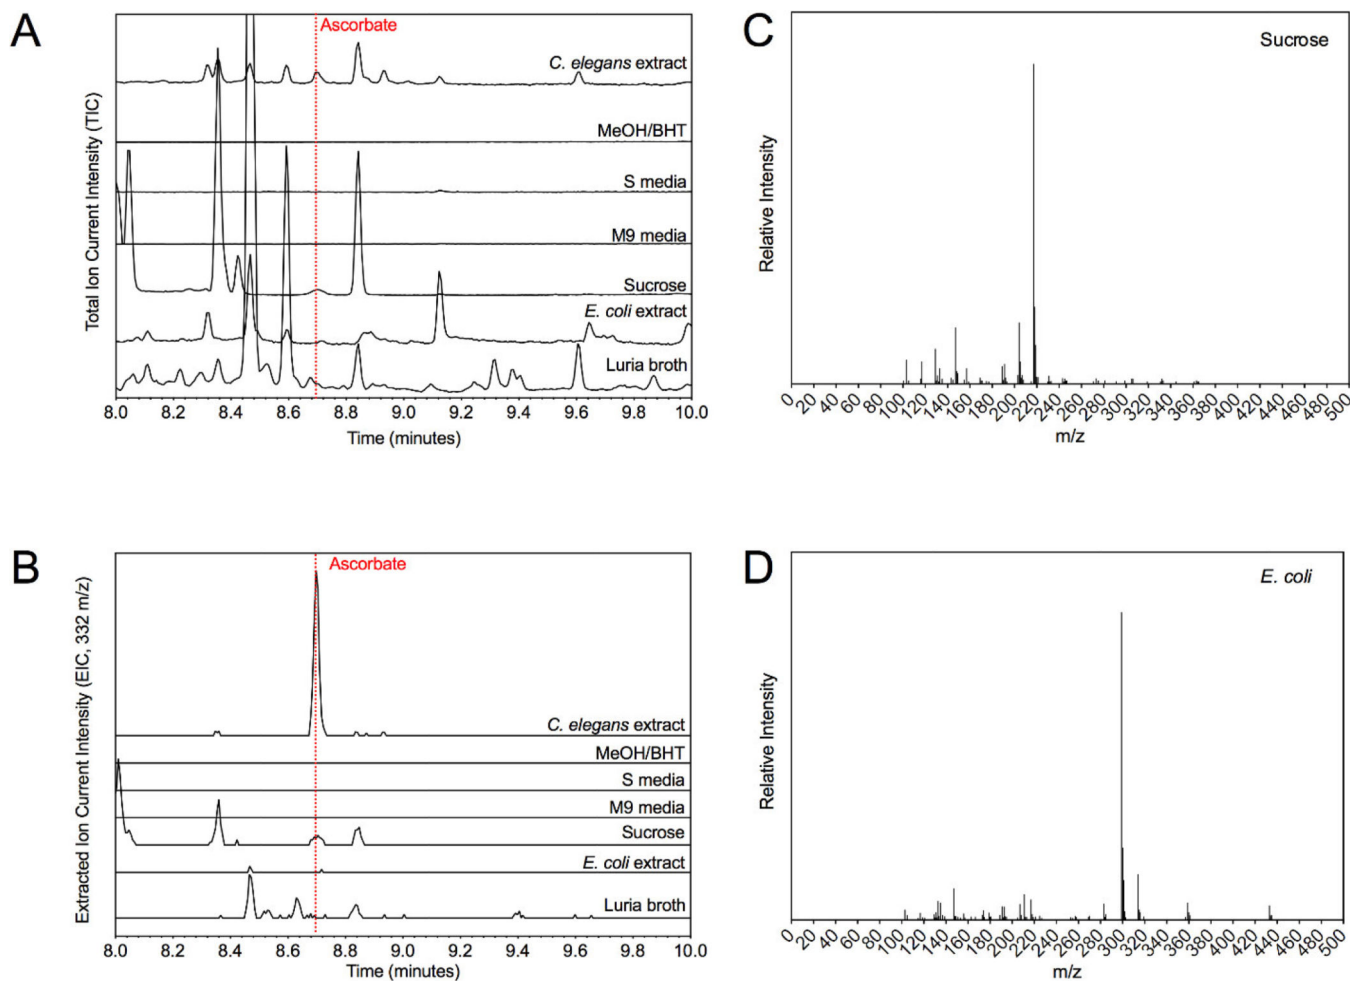 A
Total Ion Current Intensity (TIC)
Ascorbate
C. elegans extract
MeOH/BHT
S media
M9 media
Sucrose
E. coli extract
Luria broth
8.0 8.2 8.4 8.6 8.8 9.0 9.2 9.4 9.6 9.8 10.0
Time (minutes)
C
Relative Intensity
Sucrose
0 20 40 60 80 100 120 140 160 180 200 220 240 260 280 300 320 340 360 380 400 420 440 460 480 500
m/z
B
Extracted Ion Current Intensity (EIC, 332 m/z)
Ascorbate
C. elegans extract
MeOH/BHT
S media
M9 media
Sucrose
E. coli extract
Luria broth
8.0 8.2 8.4 8.6 8.8 9.0 9.2 9.4 9.6 9.8 10.0
Time (minutes)
D
Relative Intensity
E. coli
0 20 40 60 80 100 120 140 160 180 200 220 240 260 280 300 320 340 360 380 400 420 440 460 480 500
m/z